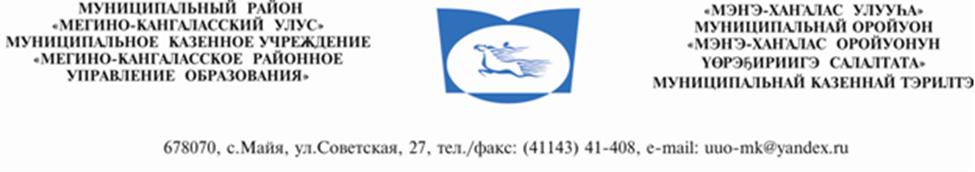 МУНИЦИПАЛЬНЫЙ РАЙОН
«МЕГИНО-КАНГАЛАССКИЙ УЛУС»
МУНИЦИПАЛЬНОЕ КАЗЕННОЕ УЧРЕЖДЕНИЕ
«МЕГИНО-КАНГАЛАССКОЕ РАЙОННОЕ
УПРАВЛЕНИЕ ОБРАЗОВАНИЯ»
«МЭҤЭ-ХАҤАЛАС УЛУУҺА»
МУНИЦИПАЛЬНАЙ ОРОЙУОН
«МЭҤЭ-ХАҤАЛАС ОРОЙУОНУН
ҮӨРЭҔИРИИГЭ САЛАЛТАТА»
МУНИЦИПАЛЬНАЙ КАЗЕННАЙ ТЭРИЛТЭ
678070, с.Майя, ул.Советская, 27, тел./факс: (41143) 41-408, e-mail: uuo-mk@yandex.ru